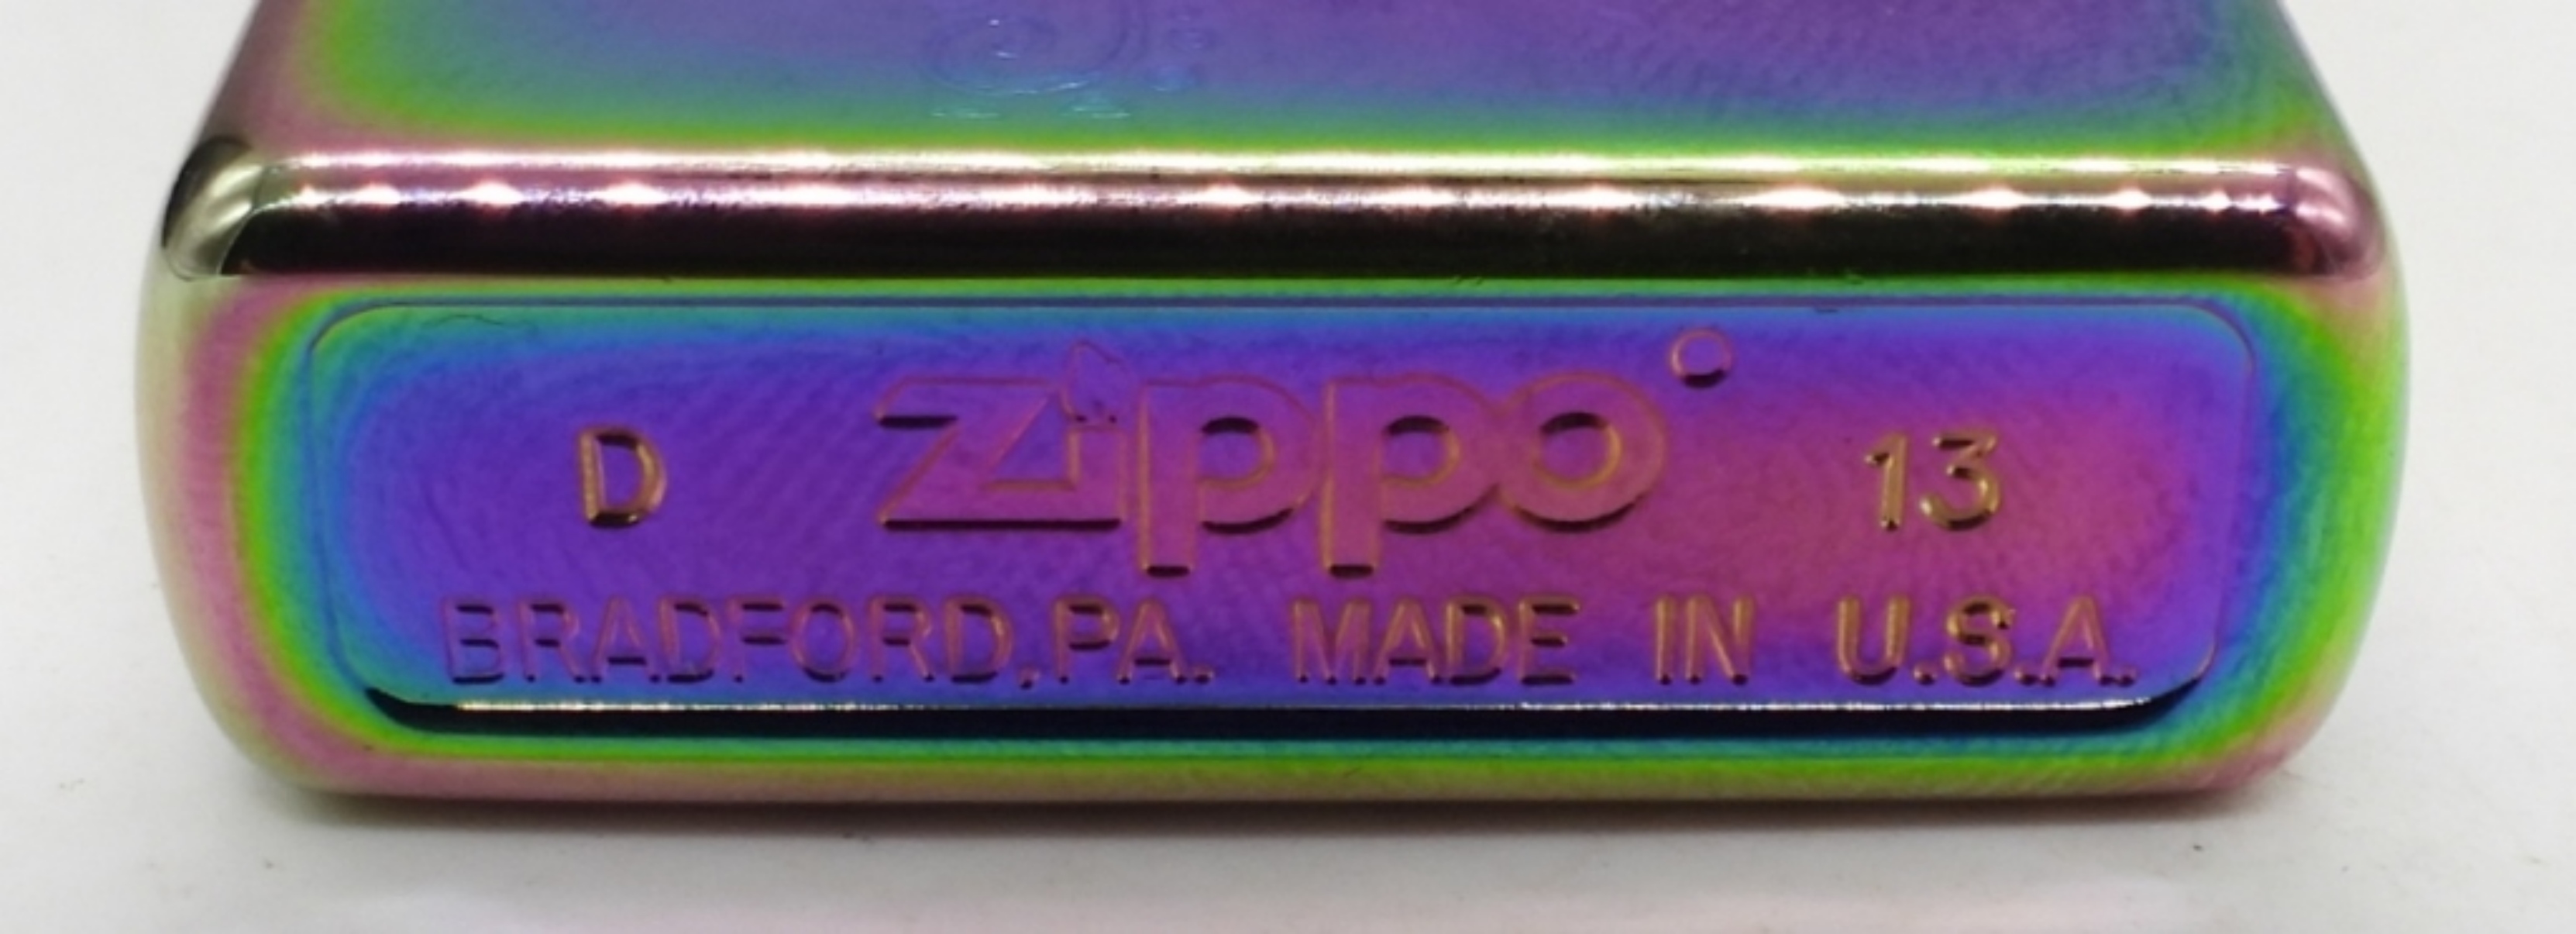 D zippo 13
BRADFORD,PA. MADE IN U.S.A.